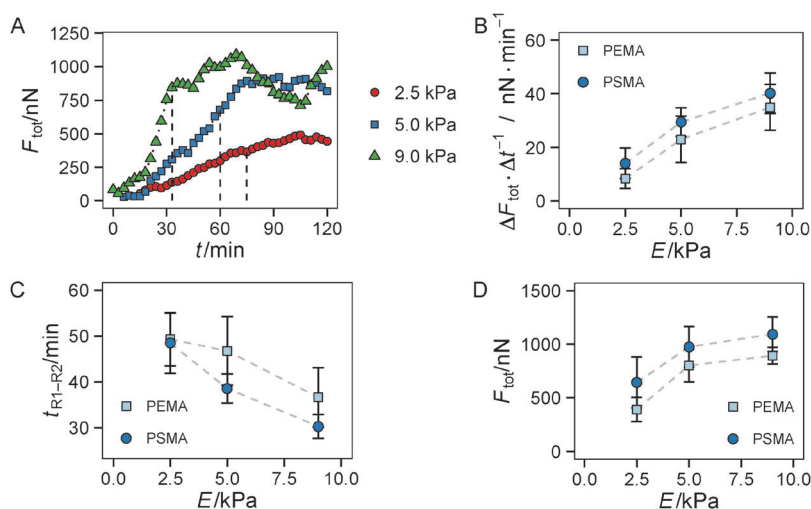 A
1250
1000
750
500
250
0
F_tot/nN
0 30 60 90 120
t/min
2.5 kPa
5.0 kPa
9.0 kPa
B
60
40
20
0
ΔF_tot · Δt⁻¹ / nN · min⁻¹
PEMA
PSMA
0.0 2.5 5.0 7.5 10.0
E/kPa
C
60
50
40
30
t_R1–R2/min
PEMA
PSMA
0.0 2.5 5.0 7.5 10.0
E/kPa
D
1500
1000
500
0
F_tot/nN
PEMA
PSMA
0.0 2.5 5.0 7.5 10.0
E/kPa